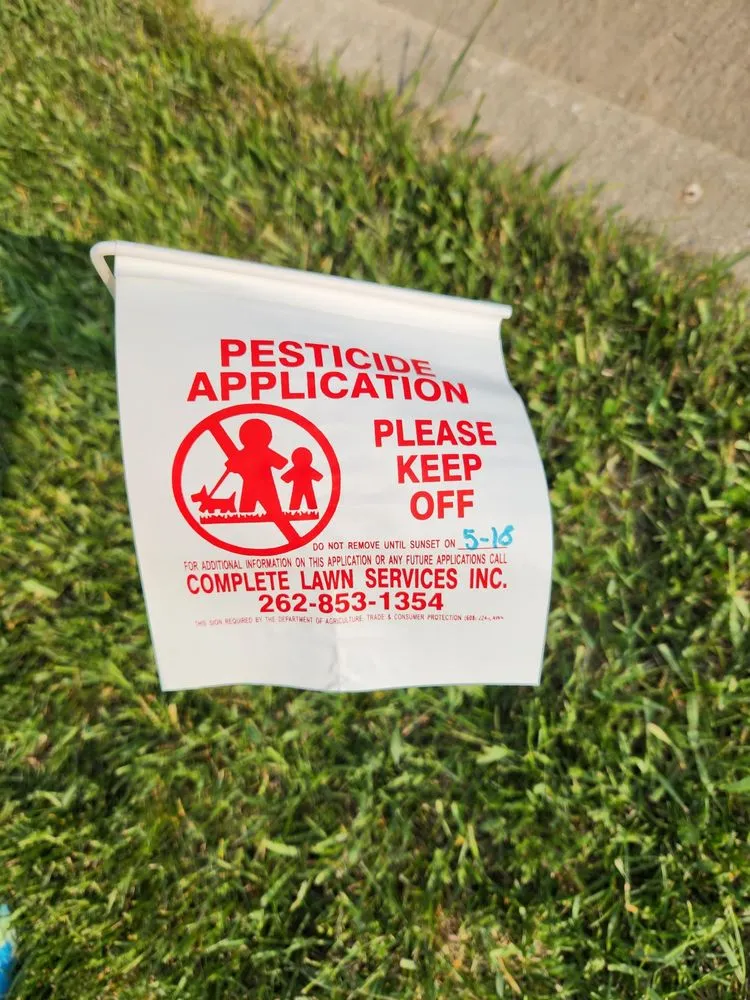 PESTICIDE
APPLICATION
PLEASE
KEEP
OFF
DO NOT REMOVE UNTIL SUNSET ON 5-18
FOR ADDITIONAL INFORMATION ON THIS APPLICATION OR ANY FUTURE APPLICATIONS CALL
COMPLETE LAWN SERVICES INC.
262-853-1354
THIS SIGN REQUIRED BY THE DEPARTMENT OF AGRICULTURE, TRADE & CONSUMER PROTECTION (608)